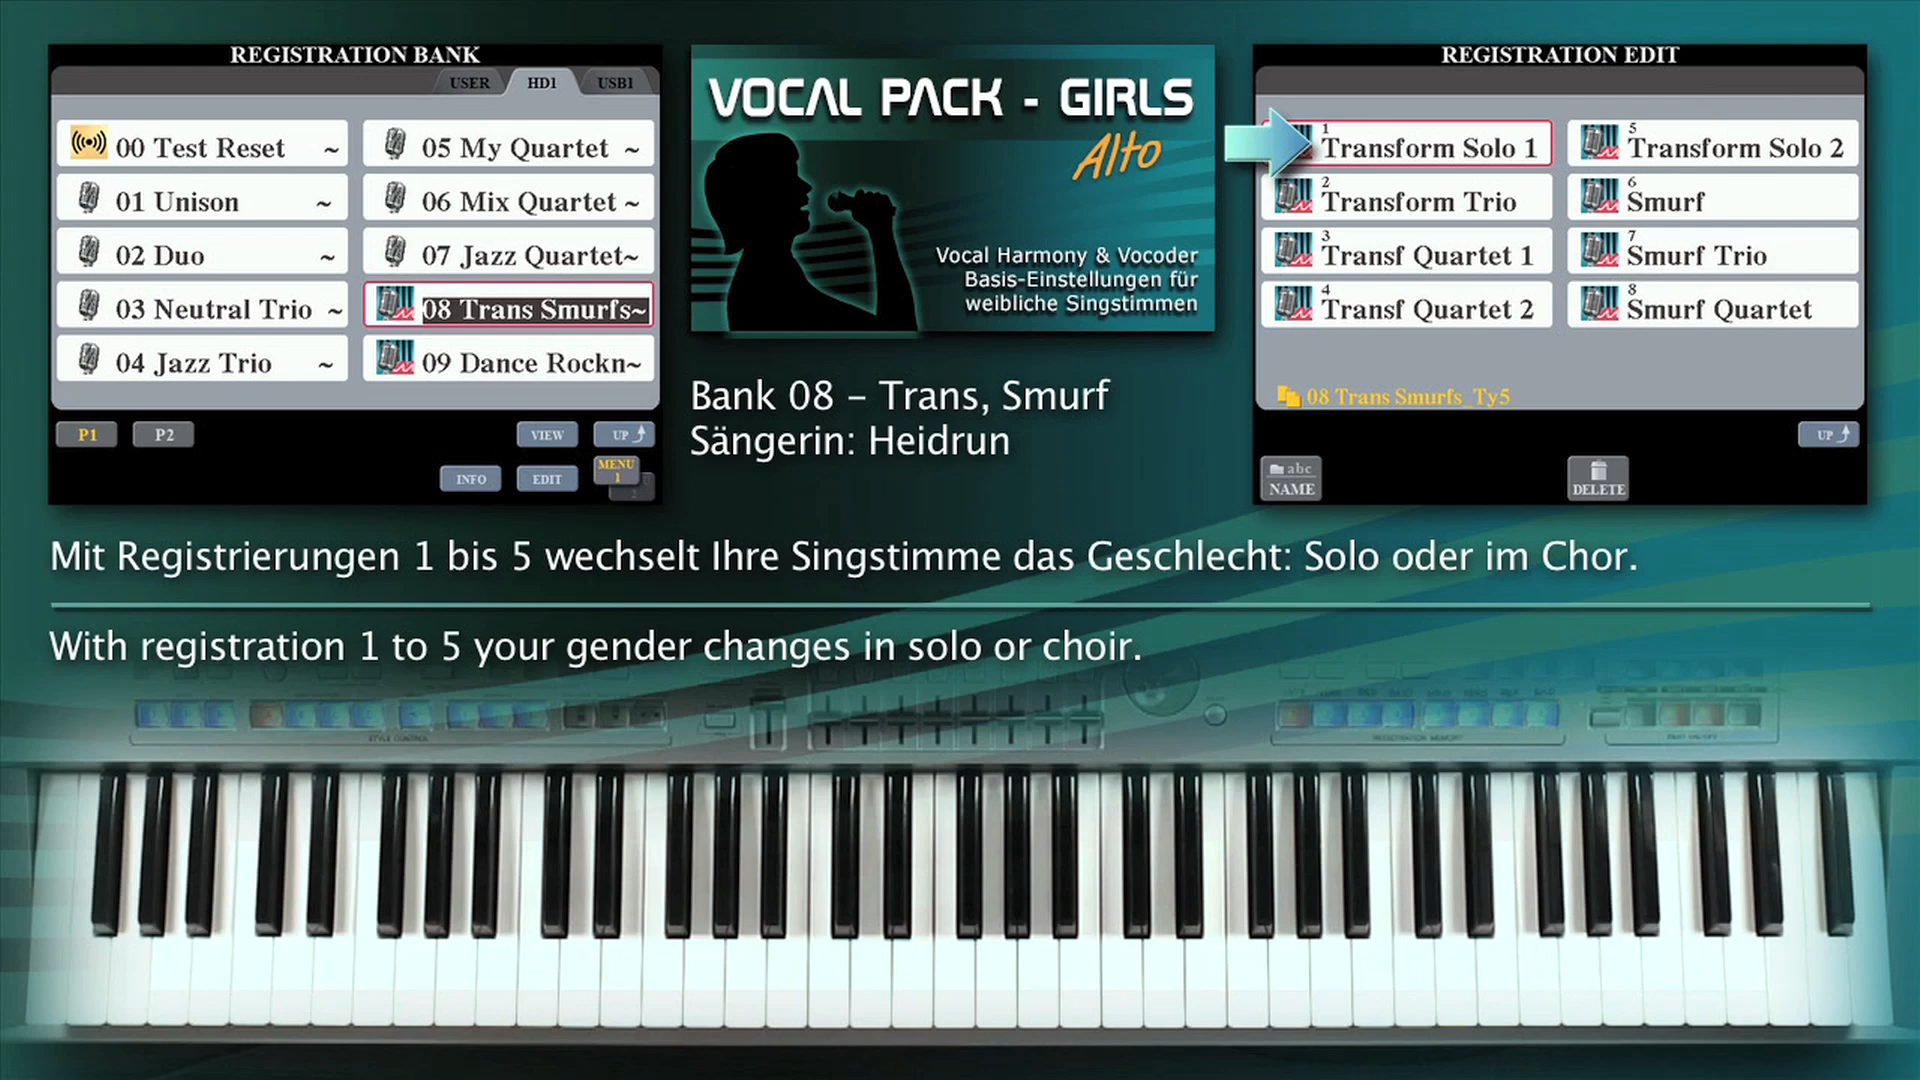 REGISTRATION BANK
USER HD1 USB1
00 Test Reset ~
01 Unison ~
02 Duo ~
03 Neutral Trio ~
04 Jazz Trio ~
05 My Quartet ~
06 Mix Quartet ~
07 Jazz Quartet~
08 Trans Smurfs~
09 Dance Rockn~
P1 P2
VIEW UP
INFO EDIT MENU 1
2
VOCAL PACK - GIRLS
Alto
Vocal Harmony & Vocoder
Basis-Einstellungen für
weibliche Singstimmen
Bank 08 – Trans, Smurf
Sängerin: Heidrun
REGISTRATION EDIT
1 Transform Solo 1
2 Transform Trio
3 Transf Quartet 1
4 Transf Quartet 2
5 Transform Solo 2
6 Smurf
7 Smurf Trio
8 Smurf Quartet
08 Trans Smurfs_Ty5
UP
abc
NAME
DELETE
Mit Registrierungen 1 bis 5 wechselt Ihre Singstimme das Geschlecht: Solo oder im Chor.
With registration 1 to 5 your gender changes in solo or choir.
STYLE CONTROL
REGISTRATION MEMORY